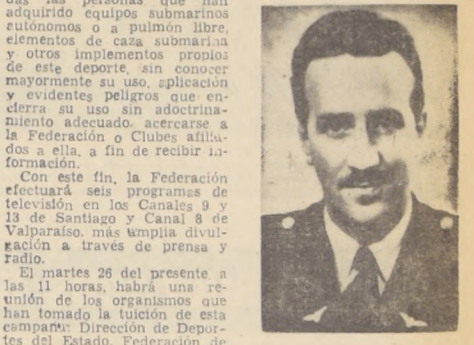 das las personas que han
adquirido equipos submarinos
autónomos o a pulmón libre,
elementos de caza submarina
y otros implementos propios
de este deporte, sin conocer
mayormente su uso, aplicación
y evidentes peligros que en-
cierra su uso sin adoctrina-
miento adecuado, acercarse a
la Federación o Clubes afilia-
dos a ella, a fin de recibir in-
formación.
Con este fin, la Federación
efectuará seis programas de
televisión en los Canales 9 y
13 de Santiago y Canal 8 de
Valparaíso, más amplia divul-
gación a través de prensa y
radio.
El martes 26 del presente, a
las 11 horas, habrá una re-
unión de los organismos que
han tomado la tuición de esta
campaña: Dirección de Depor-
tes del Estado, Federación de